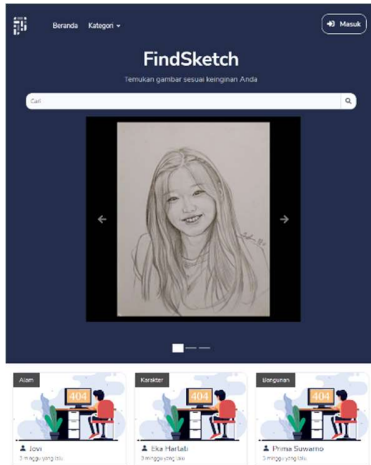 Beranda Kategori
Masuk
FindSketch
Temukan gambar sesuai keinginan Anda
Cari
Alam
404
Jovi
3 minggu yang lalu
Karakter
404
Eka Hartati
3 minggu yang lalu
Bangunan
404
Prima Suwarno
3 minggu yang lalu